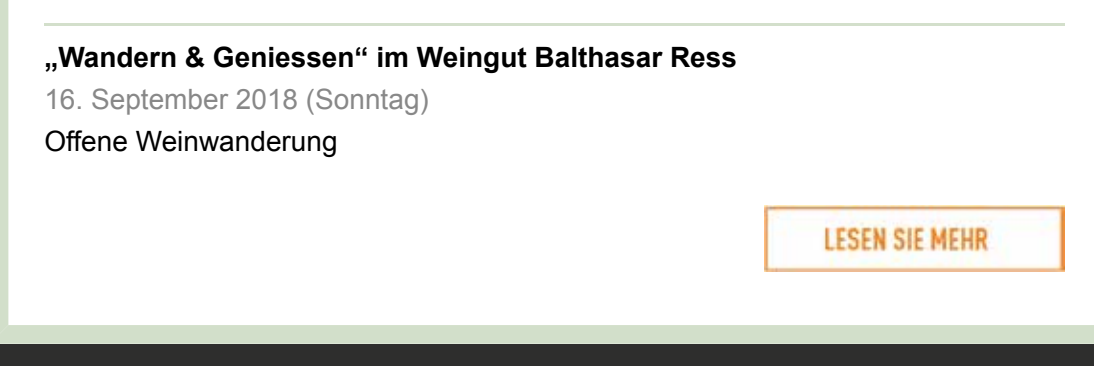 „Wandern & Geniessen“ im Weingut Balthasar Ress
16. September 2018 (Sonntag)
Offene Weinwanderung
LESEN SIE MEHR